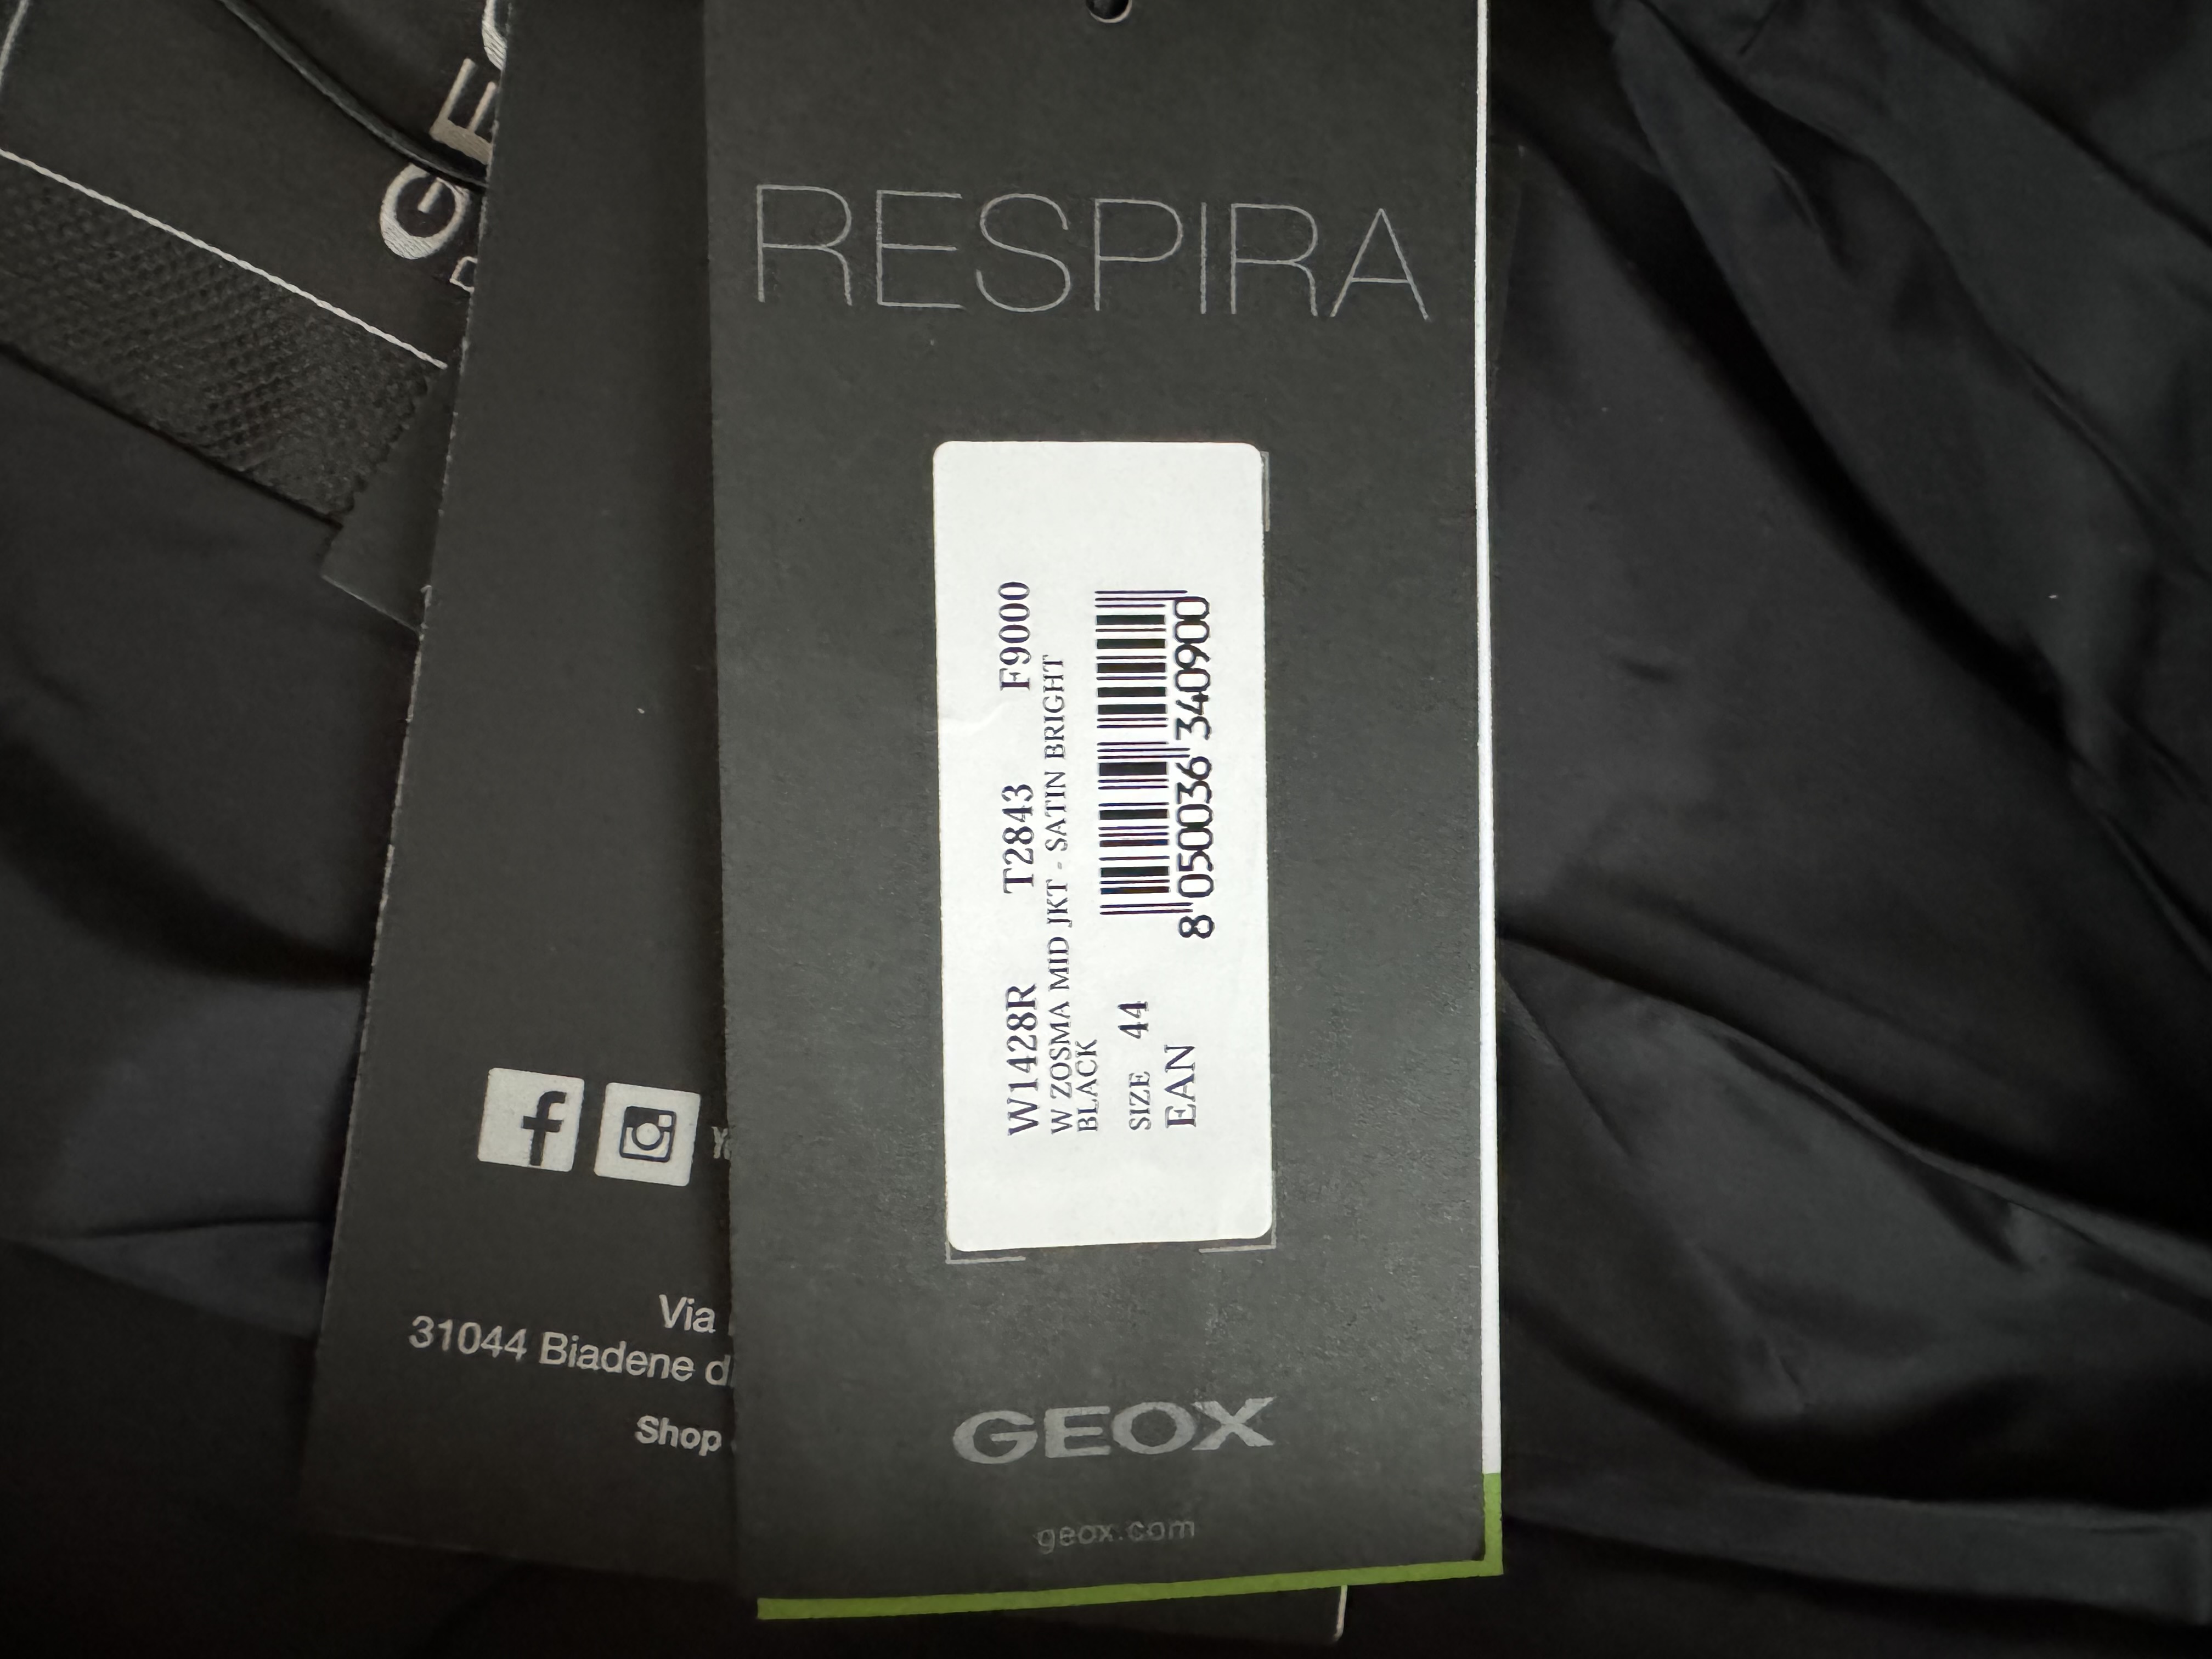 GEO
RESPIRA
W1428R T2843 F9000
W ZOSMA MID JKT - SATIN BRIGHT
BLACK
SIZE 44
EAN
8 050036 340900
Via
31044 Biadene
Shop
GEOX
geox.com